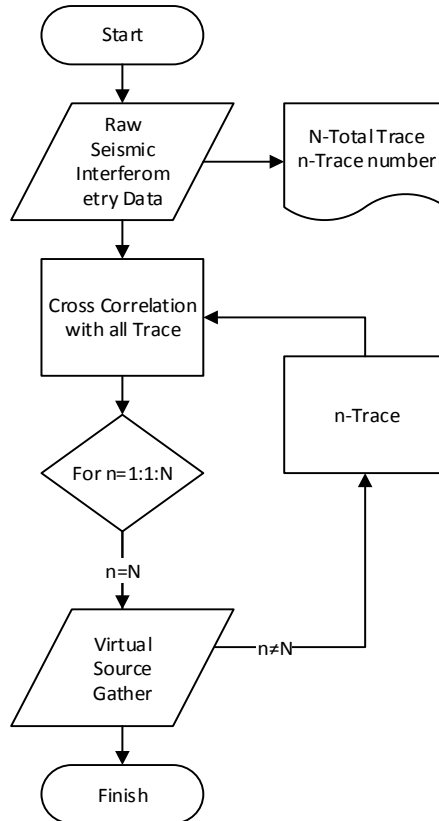 Start
Raw
Seismic
Interferom
etry Data
N-Total Trace
n-Trace number
Cross Correlation
with all Trace
n-Trace
For n=1:1:N
n=N
n≠N
Virtual
Source
Gather
Finish